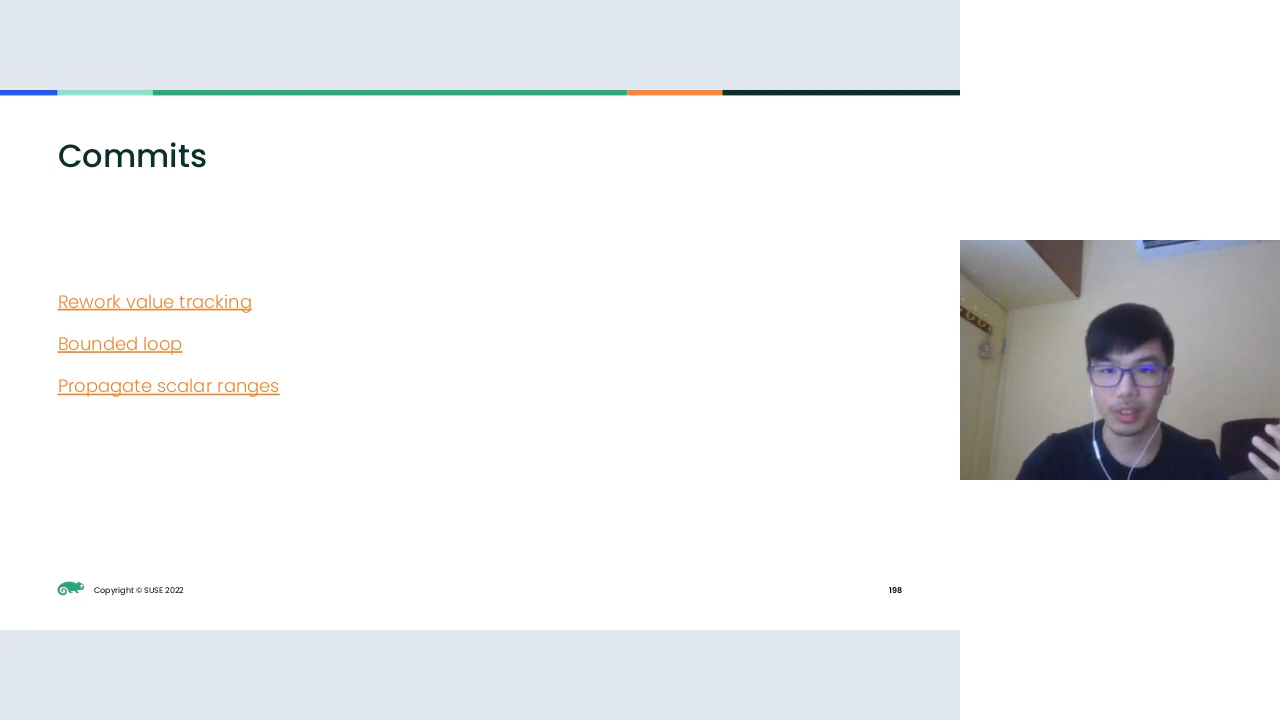 Commits
Rework value tracking
Bounded loop
Propagate scalar ranges
Copyright © SUSE 2022
198